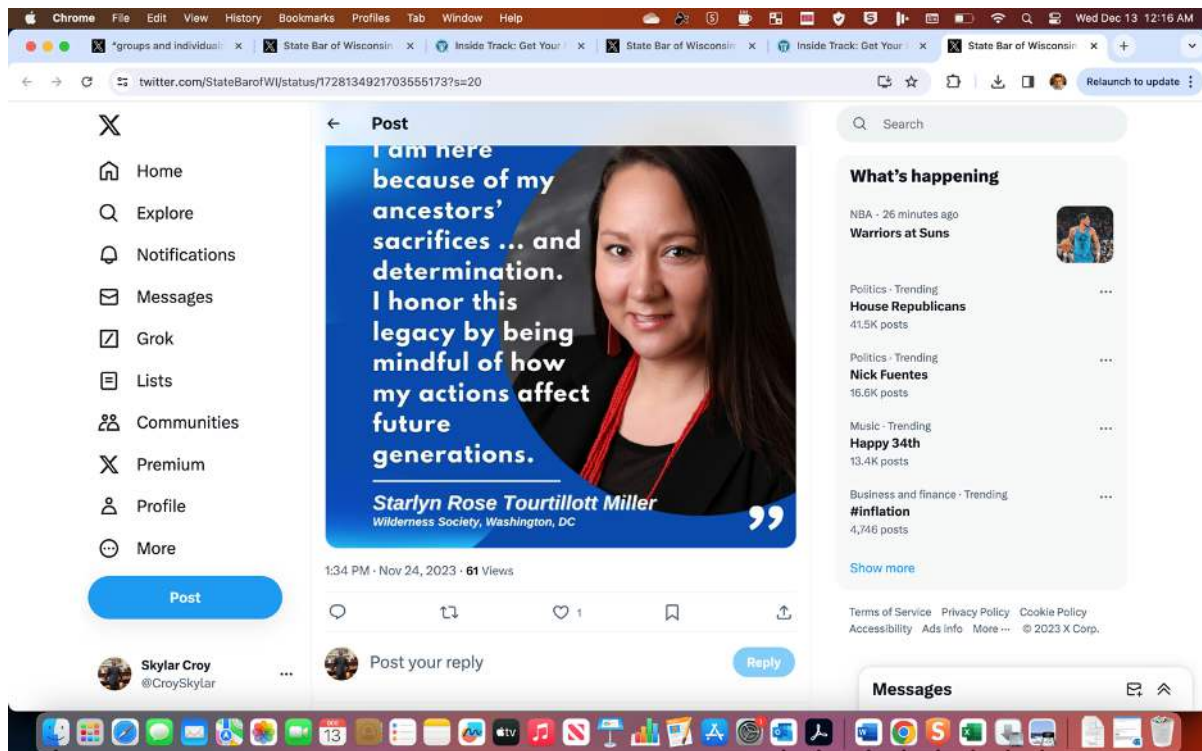 Chrome File Edit View History Bookmarks Profiles Tab Window Help Wed Dec 13 12:16 AM
*groups and individual State Bar of Wisconsin Inside Track: Get Your State Bar of Wisconsin Inside Track: Get Your State Bar of Wisconsin
twitter.com/StateBarofWI/status/1728134921703555173?s=20 Relaunch to update
Home
Explore
Notifications
Messages
Grok
Lists
Communities
Premium
Profile
More
Post
Skylar Croy
@CroySkylar
Post
I am here
because of my
ancestors'
sacrifices ... and
determination.
I honor this
legacy by being
mindful of how
my actions affect
future
generations.
Starlyn Rose Tourtillott Miller
Wilderness Society, Washington, DC
1:34 PM · Nov 24, 2023 · 61 Views
1
Post your reply Reply
Search
What's happening
NBA · 26 minutes ago
Warriors at Suns
Politics · Trending
House Republicans
41.5K posts
Politics · Trending
Nick Fuentes
16.6K posts
Music · Trending
Happy 34th
13.4K posts
Business and finance · Trending
#inflation
4,746 posts
Show more
Terms of Service Privacy Policy Cookie Policy
Accessibility Ads info More ··· © 2023 X Corp.
Messages
DEC
13
tv